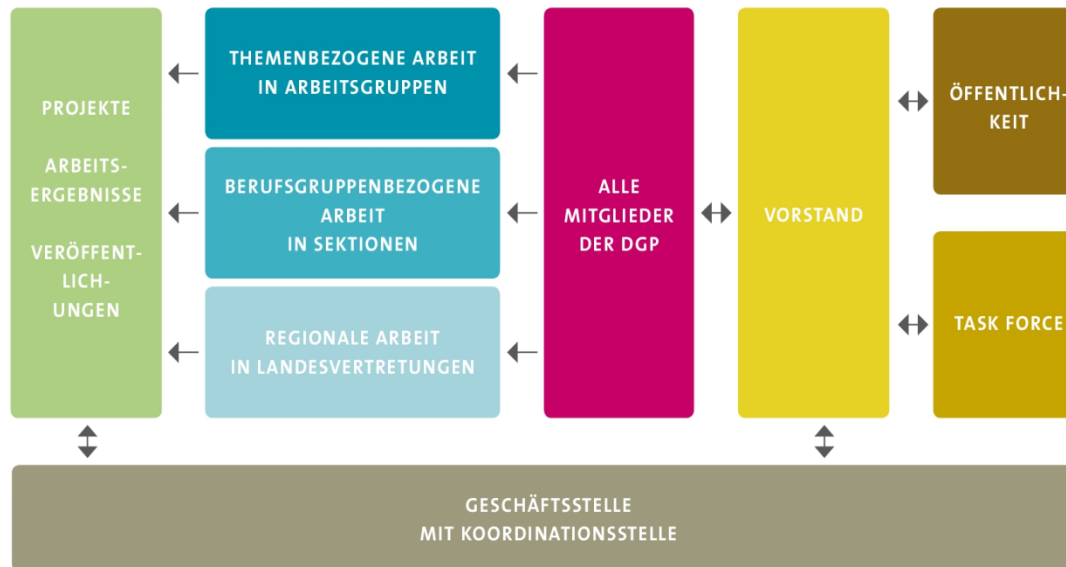 PROJEKTE
ARBEITS-
ERGEBNISSE
VERÖFFENT-
LICH-
UNGEN
THEMENBEZOGENE ARBEIT
IN ARBEITSGRUPPEN
BERUFSGRUPPENBEZOGENE
ARBEIT
IN SEKTIONEN
REGIONALE ARBEIT
IN LANDESVERTRETUNGEN
ALLE
MITGLIEDER
DER DGP
VORSTAND
ÖFFENTLICH-
KEIT
TASK FORCE
GESCHÄFTSSTELLE
MIT KOORDINATIONSSTELLE